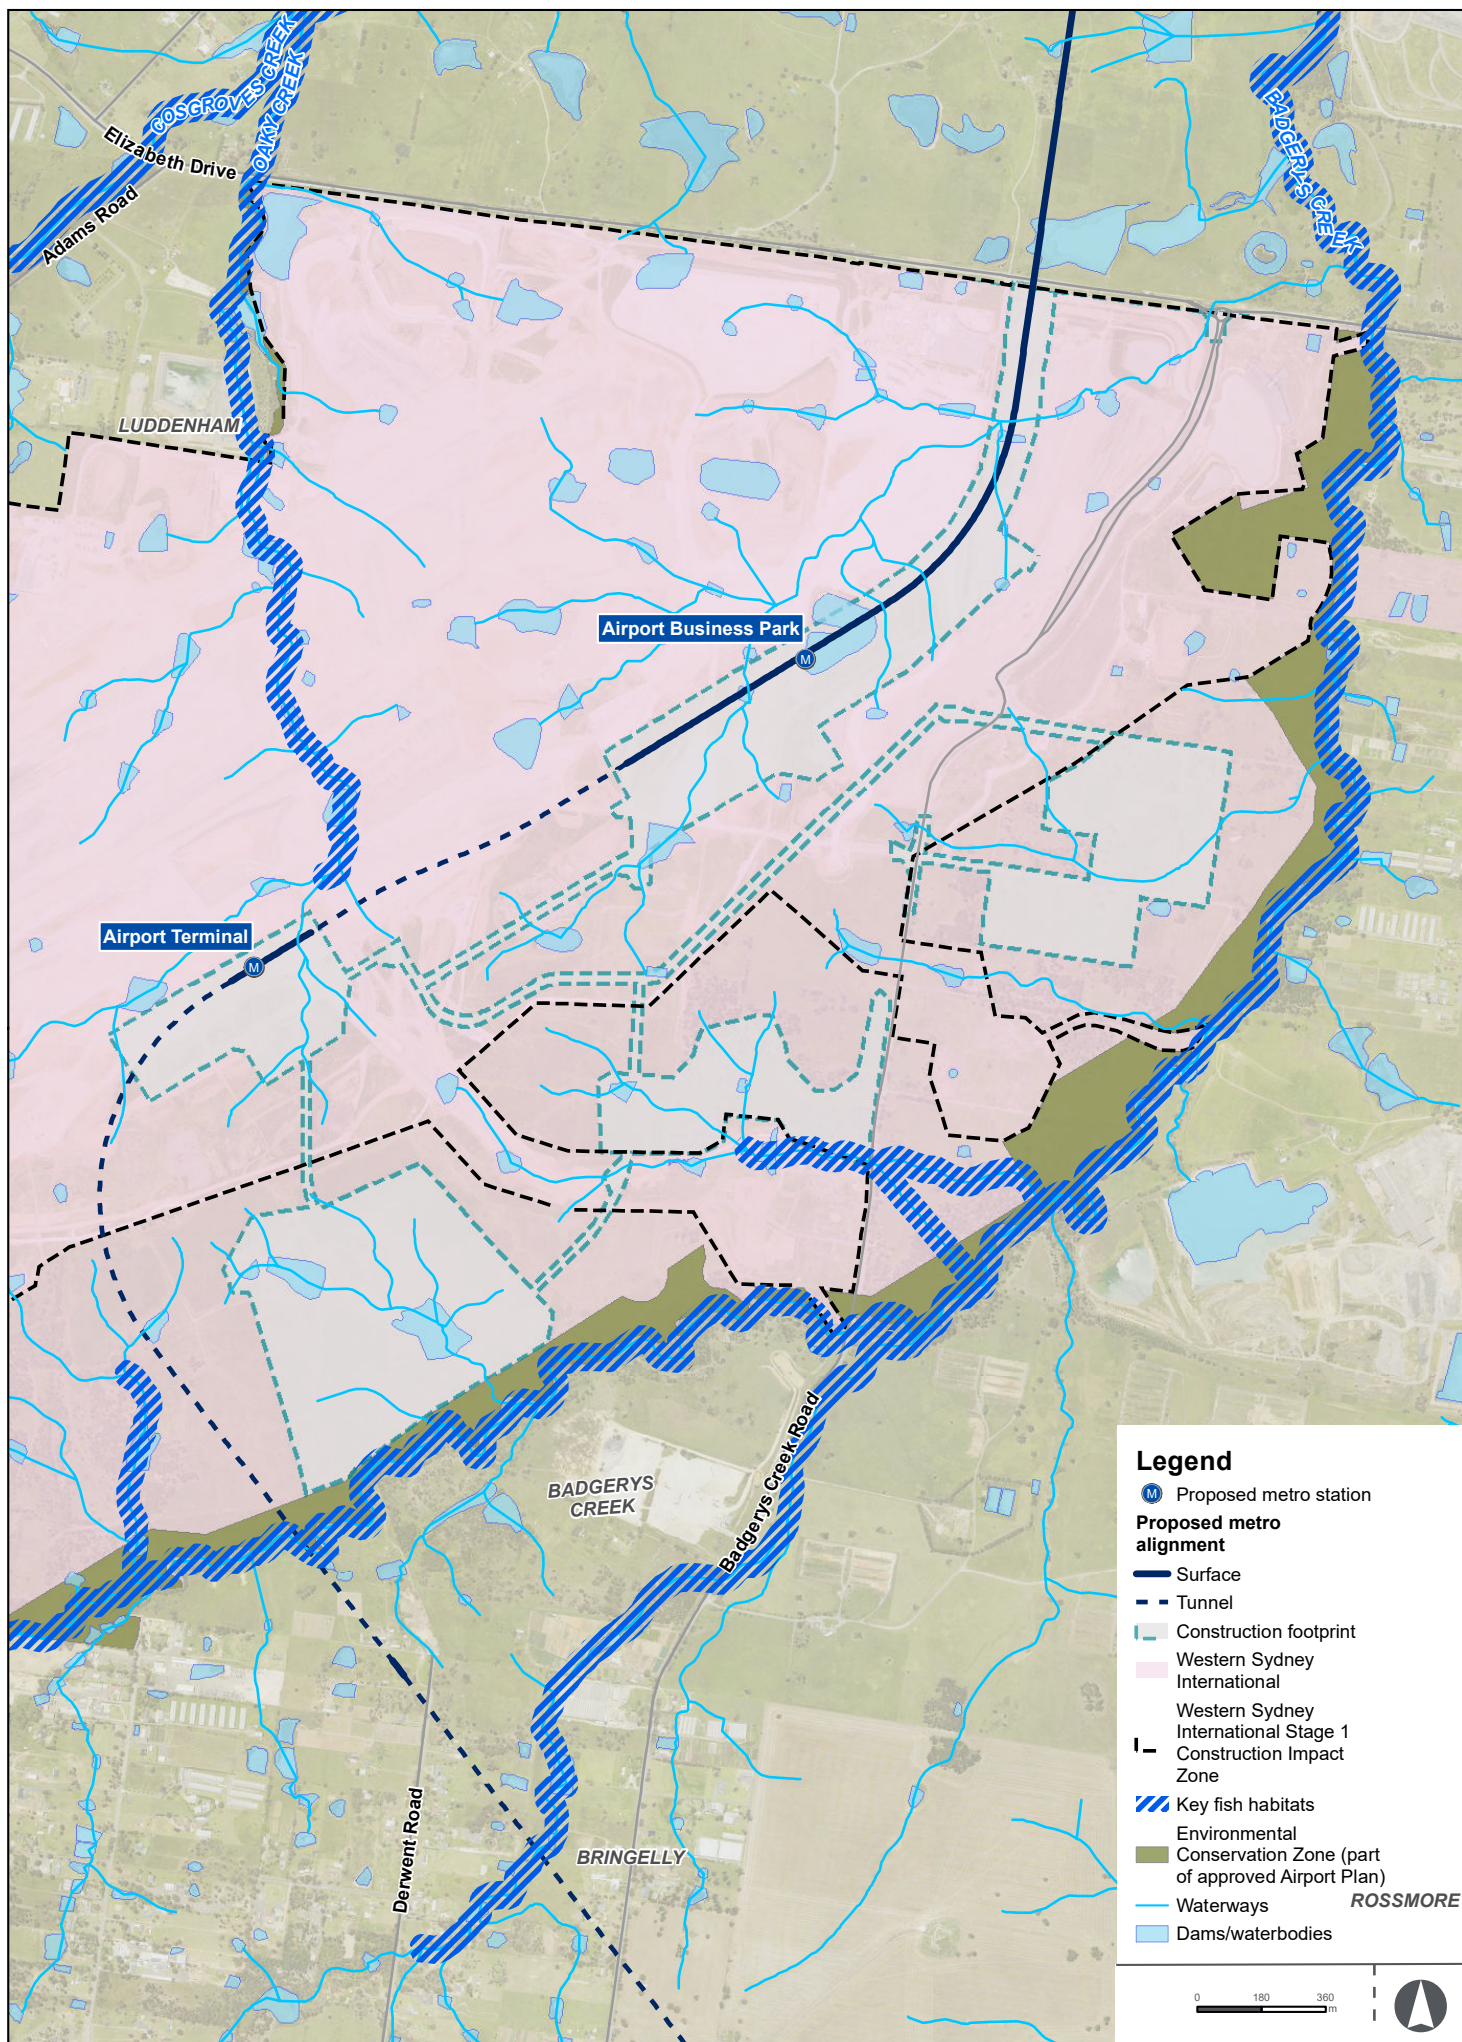 COSGROVES CREEK
OAKY CREEK
BADGERYS CREEK
Elizabeth Drive
Adams Road
LUDDENHAM
Airport Business Park
M
Airport Terminal
M
BADGERYS
CREEK
Badgerys Creek Road
Derwent Road
BRINGELLY
Legend
M Proposed metro station
Proposed metro
alignment
Surface
Tunnel
Construction footprint
Western Sydney
International
Western Sydney
International Stage 1
Construction Impact
Zone
Key fish habitats
Environmental
Conservation Zone (part
of approved Airport Plan)
ROSSMORE
Waterways
Dams/waterbodies
0 180 360
m